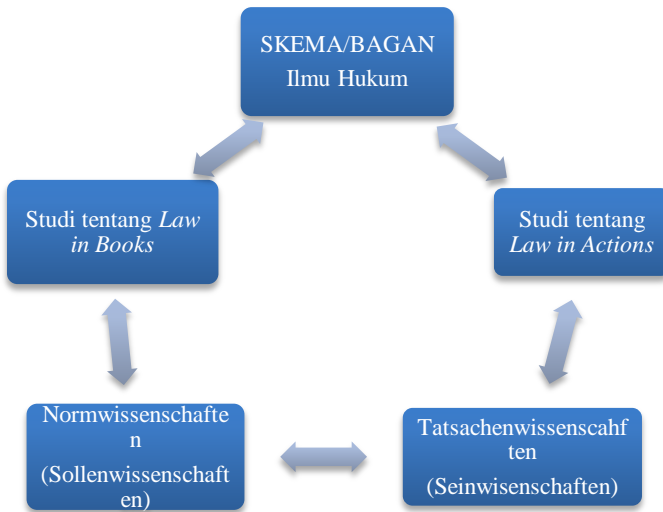 SKEMA/BAGAN
Ilmu Hukum
Studi tentang Law
in Books
Studi tentang
Law in Actions
Normwissenschafte
n
(Sollenwissenschaft
en)
Tatsachenwissenscahf
ten
(Seinwisenschaften)